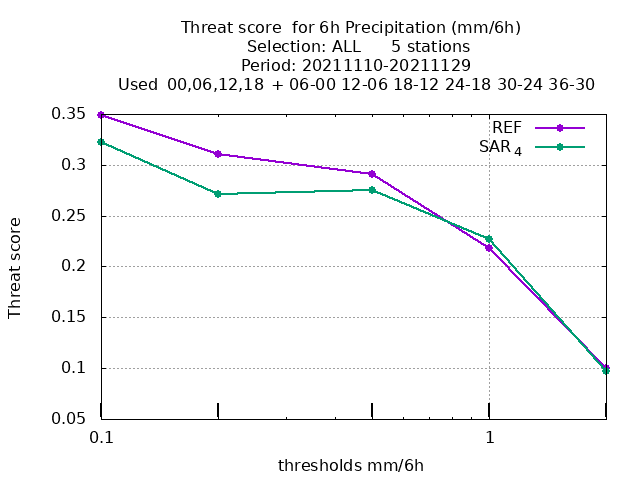 Threat score for 6h Precipitation (mm/6h)
Selection: ALL 5 stations
Period: 20211110-20211129
Used 00,06,12,18 + 06-00 12-06 18-12 24-18 30-24 36-30
0.35
0.3
0.25
0.2
0.15
0.1
0.05
Threat score
REF
SAR 4
0.1
1
thresholds mm/6h